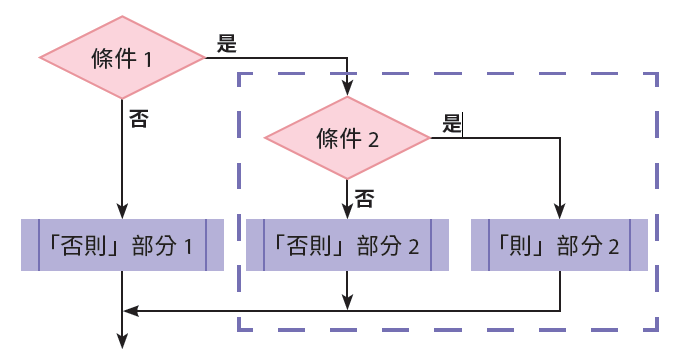 條件 1
是
否
條件 2
是
否
「否則」部分 1
「否則」部分 2
「則」部分 2